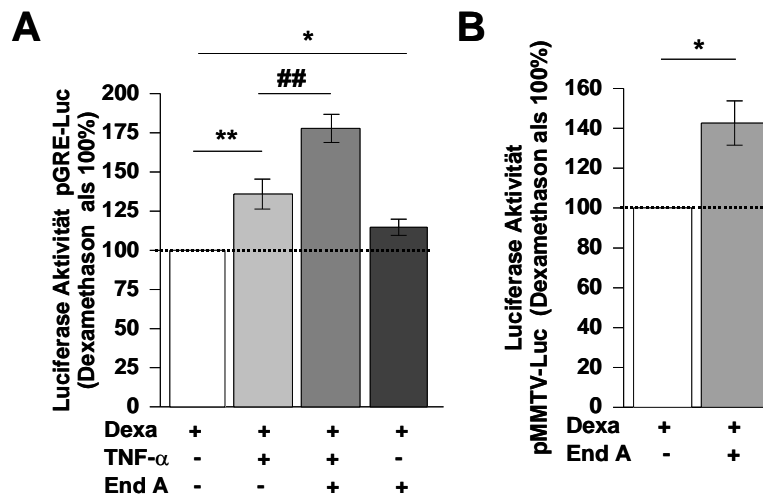 A
Luciferase Aktivität pGRE-Luc
(Dexamethason als 100%)
200
175
150
125
100
75
50
25
0
*
##
**
Dexa + + + +
TNF-α - + + -
End A - - + +
B
Luciferase Aktivität
pMMTV-Luc (Dexamethason als 100%)
160
140
120
100
80
60
40
20
0
*
Dexa + +
End A - +